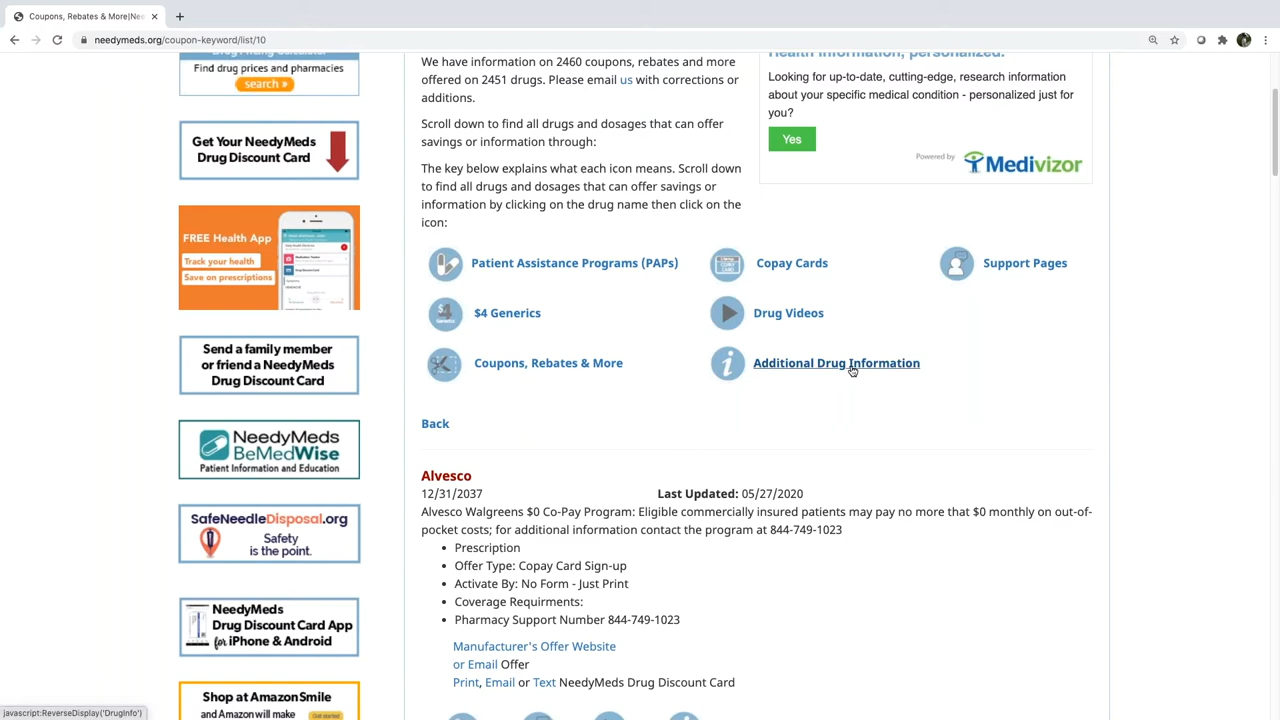 Coupons, Rebates & More|Nee
needymeds.org/coupon-keyword/list/10
Find drug prices and pharmacies
search »
Get Your NeedyMeds
Drug Discount Card
FREE Health App
Track your health
Save on prescriptions
Send a family member
or friend a NeedyMeds
Drug Discount Card
NeedyMeds
BeMedWise
Patient Information and Education
SafeNeedleDisposal.org
Safety
is the point.
NeedyMeds
Drug Discount Card App
for iPhone & Android
Shop at AmazonSmile
and Amazon will make
Get started
We have information on 2460 coupons, rebates and more
offered on 2451 drugs. Please email us with corrections or
additions.
Scroll down to find all drugs and dosages that can offer
savings or information through:
The key below explains what each icon means. Scroll down
to find all drugs and dosages that can offer savings or
information by clicking on the drug name then click on the
icon:
Health information, personalized.
Looking for up-to-date, cutting-edge, research information
about your specific medical condition - personalized just for
you?
Yes
Powered by Medivizor
Patient Assistance Programs (PAPs)
COPAY CARD
Copay Cards
Support Pages
$4 Generics
$4 Generics
Drug Videos
Coupons, Rebates & More
i
Additional Drug Information
Back
Alvesco
12/31/2037 Last Updated: 05/27/2020
Alvesco Walgreens $0 Co-Pay Program: Eligible commercially insured patients may pay no more that $0 monthly on out-of-
pocket costs; for additional information contact the program at 844-749-1023
• Prescription
• Offer Type: Copay Card Sign-up
• Activate By: No Form - Just Print
• Coverage Requirments:
• Pharmacy Support Number 844-749-1023
Manufacturer's Offer Website
or Email Offer
Print, Email or Text NeedyMeds Drug Discount Card
javascript:ReverseDisplay('DrugInfo')